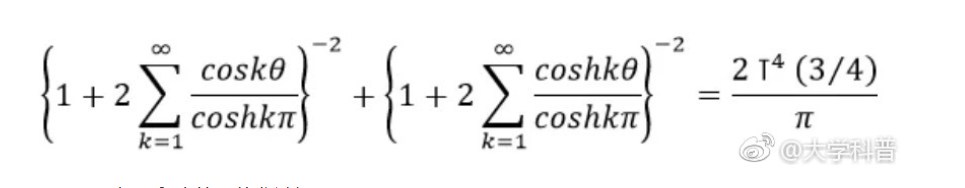 {1 + 2 ∑_{k=1}^{∞} coskθ/coshkπ}^{-2} + {1 + 2 ∑_{k=1}^{∞} coshkθ/coshkπ}^{-2} = 2 ⅂⁴ (3/4)/π
@大学科普